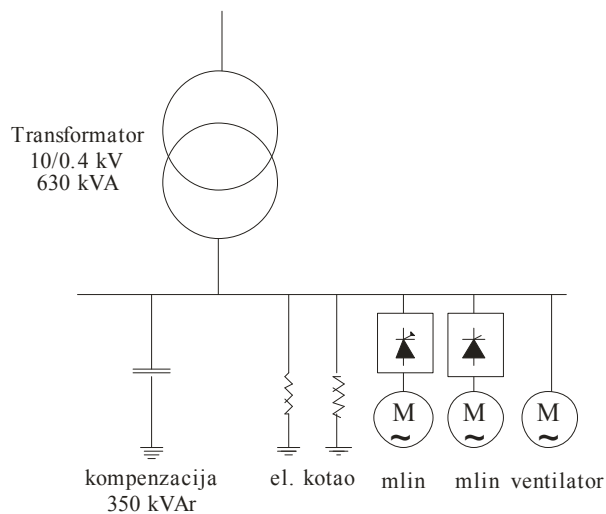 Transformator
10/0.4 kV
630 kVA
M M M
~ ~ ~
kompenzacija el. kotao mlin mlin ventilator
350 kVAr